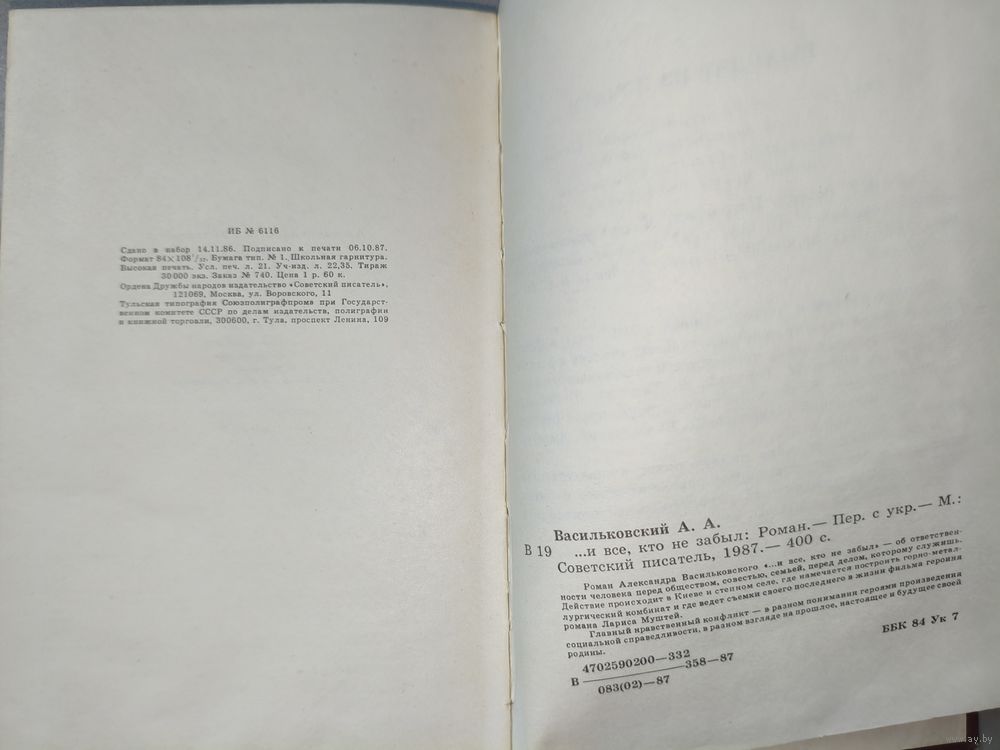 ИБ № 6116
Сдано в набор 14.11.86. Подписано к печати 06.10.87.
Формат 84×108¹/₃₂. Бумага тип. № 1. Школьная гарнитура.
Высокая печать. Усл. печ. л. 21. Уч-изд. л. 22,35. Тираж
30 000 экз. Заказ № 740. Цена 1 р. 60 к.
Ордена Дружбы народов издательство «Советский писатель»,
121069, Москва, ул. Воровского, 11
Тульская типография Союзполиграфпрома при Государст-
венном комитете СССР по делам издательств, полиграфии
и книжной торговли, 300600, г. Тула, проспект Ленина, 109
Васильковский А. А.
В 19 ...и все, кто не забыл: Роман.— Пер. с укр.— М.:
Советский писатель, 1987.— 400 с.
Роман Александра Васильковского «...и все, кто не забыл» — об ответствен-
ности человека перед обществом, совестью, семьей, перед делом, которому служишь.
Действие происходит в Киеве и степном селе, где намечается построить горно-метал-
лургический комбинат и где ведет съемки своего последнего в жизни фильма героиня
романа Лариса Муштей.
Главный нравственный конфликт — в разном понимании героями произведения
социальной справедливости, в разном взгляде на прошлое, настоящее и будущее своей
родины.
В 4702590200—332
358—87
083(02)—87
ББК 84 Ук 7
www.ay.by